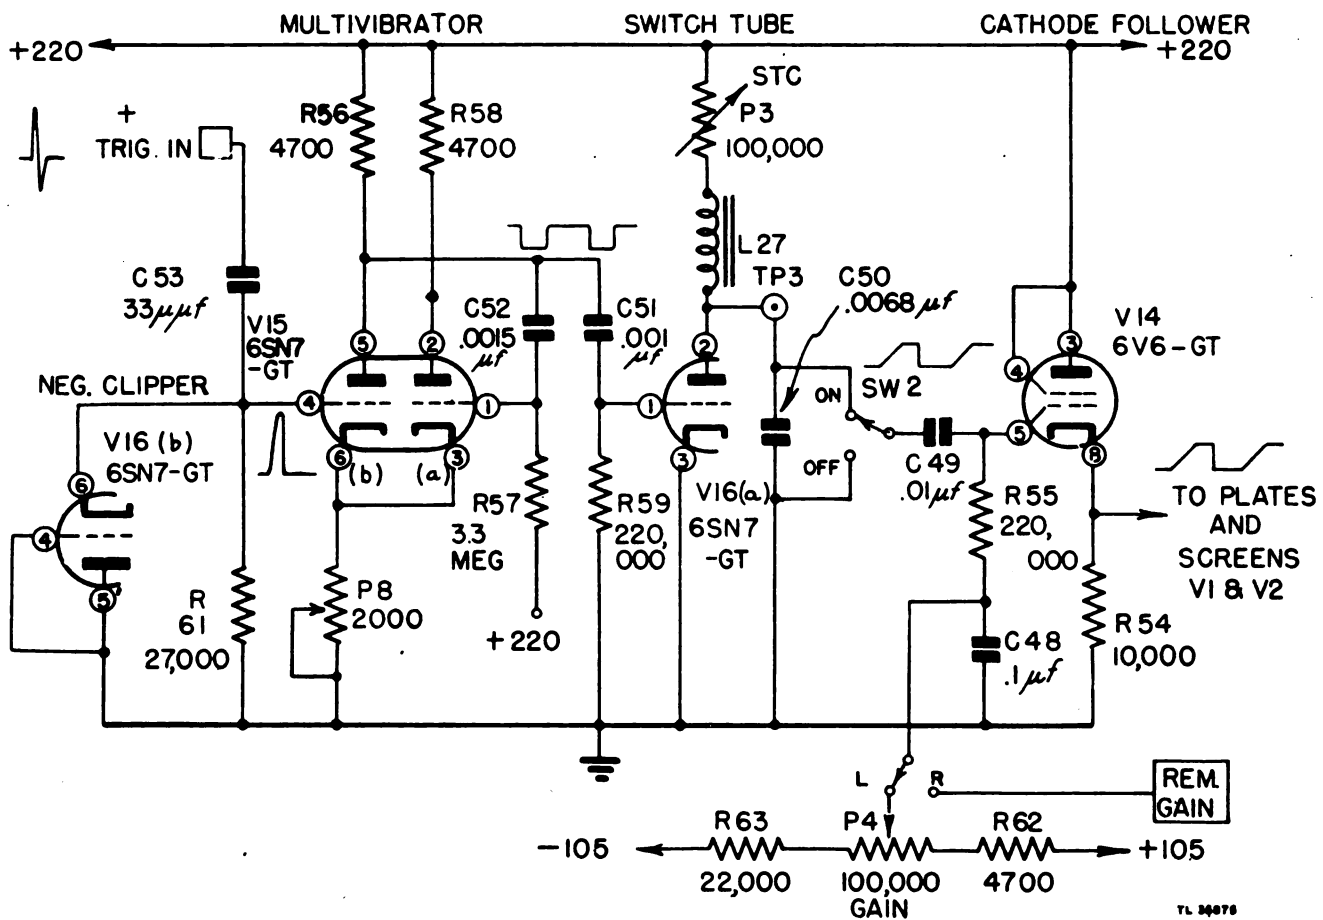 MULTIVIBRATOR
SWITCH TUBE
CATHODE FOLLOWER
+220
+220
STC
P3
100,000
R56
4700
R58
4700
+
TRIG. IN
L27
TP3
C50
.0068 μf
C53
33 μμf
V15
6SN7
-GT
C52
.0015
μf
C51
.001
μf
V14
6V6-GT
5
2
2
3
4
NEG. CLIPPER
4
1
1
ON
SW 2
5
V16 (b)
6SN7-GT
6
(b)
(a)
3
3
OFF
C49
.01 μf
8
6
R57
3.3
MEG
R59
220,
000
V16(a)
6SN7
-GT
R55
220,
000
TO PLATES
AND
SCREENS
V1 & V2
4
5
R
61
27,000
P8
2000
+220
C48
.1 μf
R54
10,000
L
R
REM.
GAIN
R63
P4
R62
-105
+105
22,000
100,000
GAIN
4700